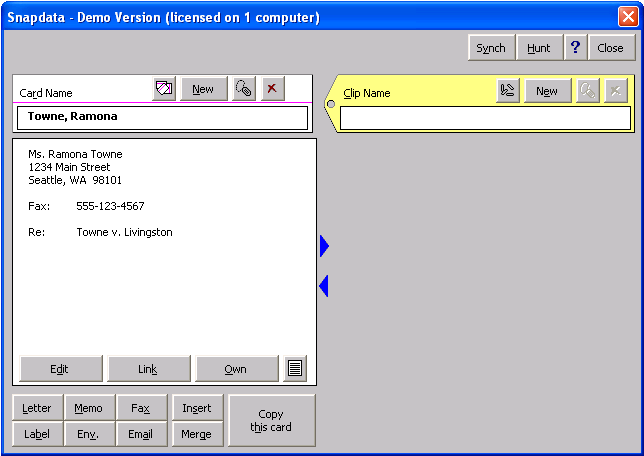 Snapdata - Demo Version (licensed on 1 computer)
Synch Hunt ? Close
Card Name New
Clip Name New
Towne, Ramona
Ms. Ramona Towne
1234 Main Street
Seattle, WA 98101
Fax: 555-123-4567
Re: Towne v. Livingston
Edit Link Own
Letter Memo Fax Insert
Copy
this card
Label Env. Email Merge